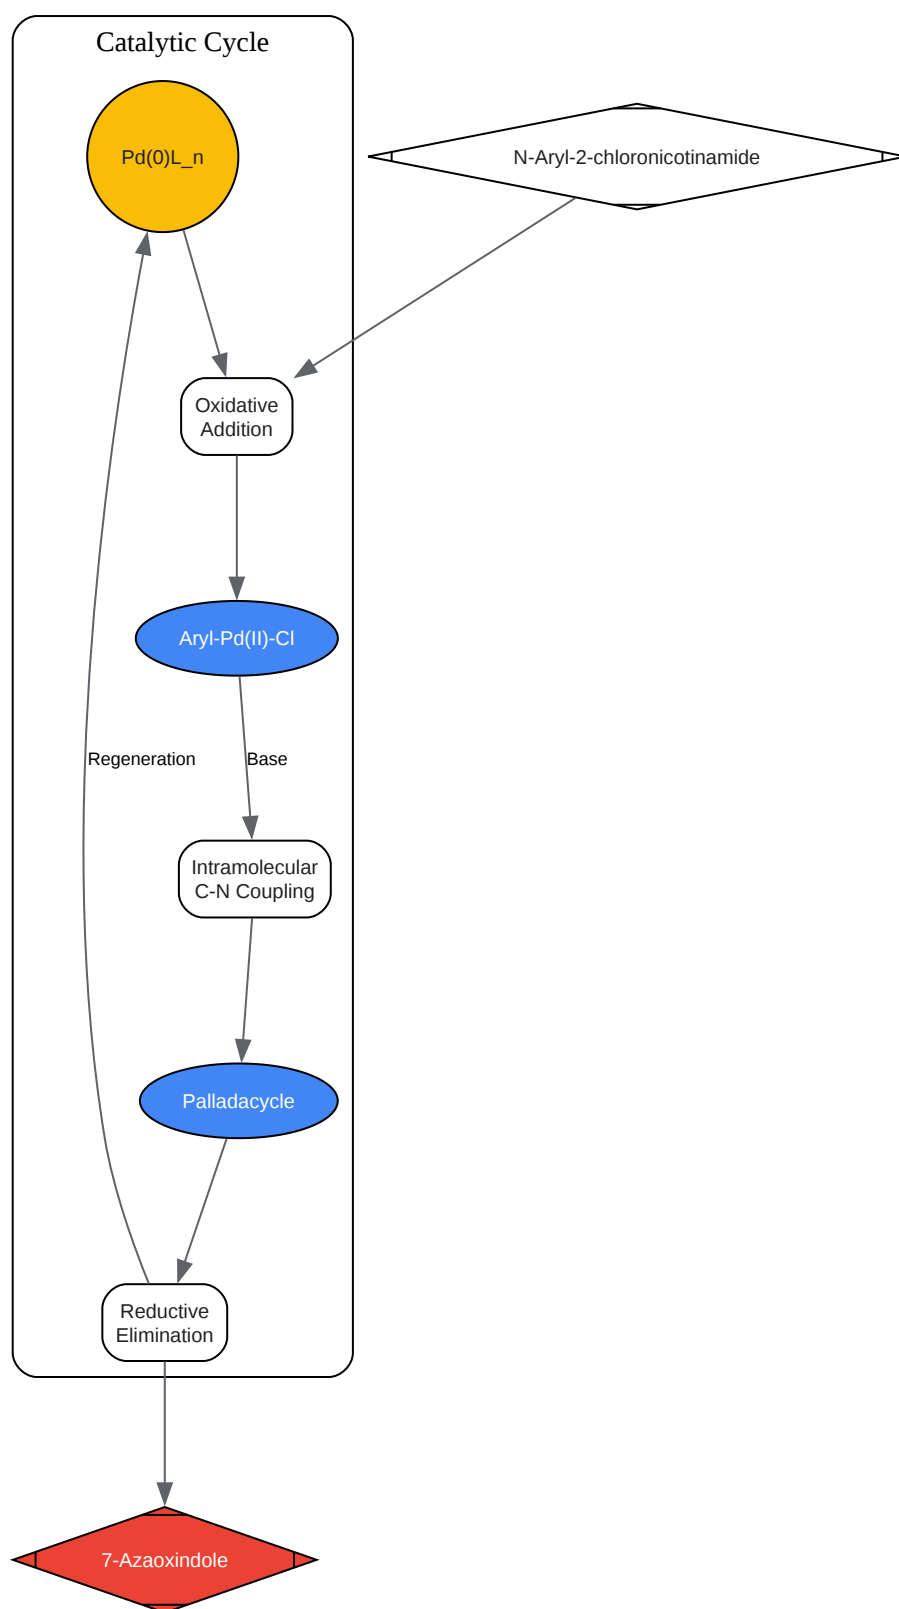 Catalytic Cycle
Pd(0)L_n
N-Aryl-2-chloronicotinamide
Oxidative
Addition
Aryl-Pd(II)-Cl
Regeneration
Base
Intramolecular
C-N Coupling
Palladacycle
Reductive
Elimination
7-Azaoxindole